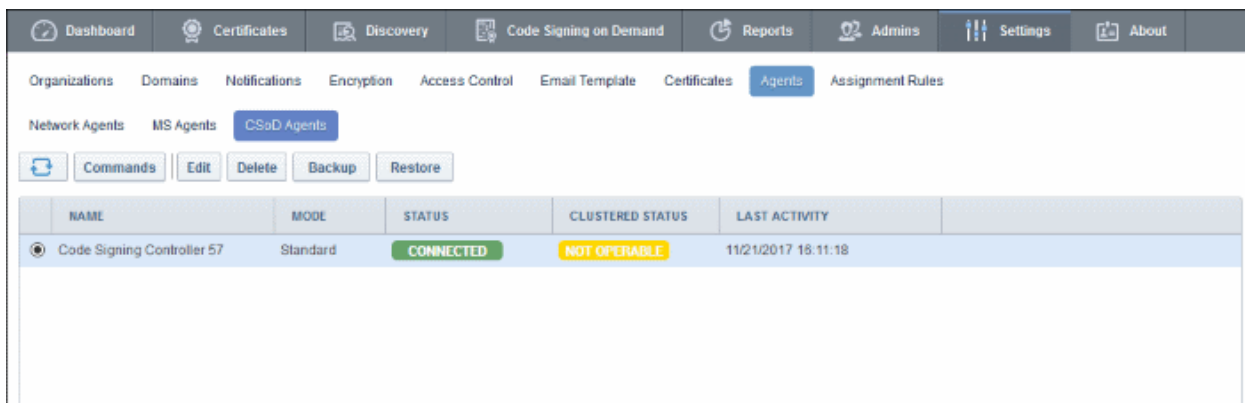 Dashboard Certificates Discovery Code Signing on Demand Reports Admins Settings About
Organizations Domains Notifications Encryption Access Control Email Template Certificates Agents Assignment Rules
Network Agents MS Agents CSoD Agents
Commands Edit Delete Backup Restore
NAME MODE STATUS CLUSTERED STATUS LAST ACTIVITY
Code Signing Controller 57 Standard CONNECTED NOT OPERABLE 11/21/2017 16:11:18